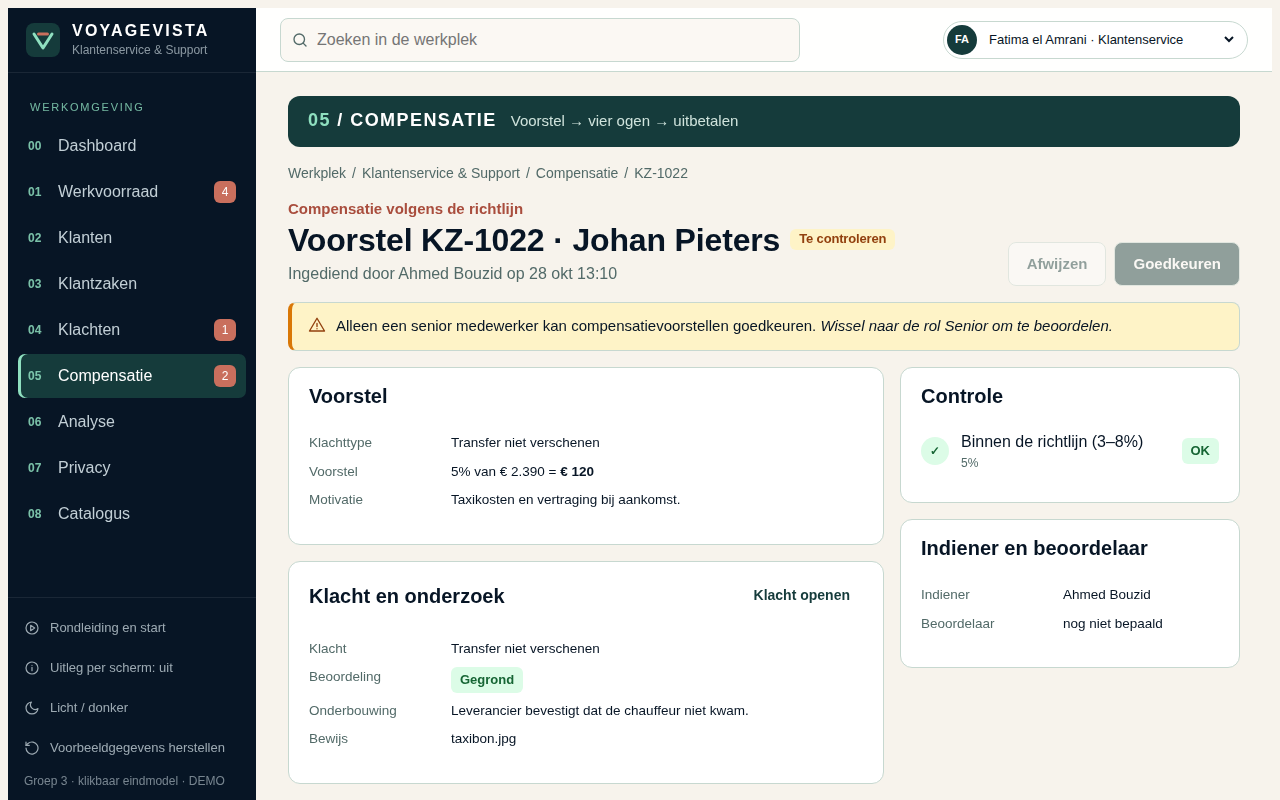 VOYAGEVISTA
Klantenservice & Support
WERKOMGEVING
00 Dashboard
01 Werkvoorraad 4
02 Klanten
03 Klantzaken
04 Klachten 1
05 Compensatie 2
06 Analyse
07 Privacy
08 Catalogus
Rondleiding en start
Uitleg per scherm: uit
Licht / donker
Voorbeeldgegevens herstellen
Groep 3 · klikbaar eindmodel · DEMO
Zoeken in de werkplek
FA Fatima el Amrani · Klantenservice
05 / COMPENSATIE Voorstel → vier ogen → uitbetalen
Werkplek / Klantenservice & Support / Compensatie / KZ-1022
Compensatie volgens de richtlijn
Voorstel KZ-1022 · Johan Pieters Te controleren
Ingediend door Ahmed Bouzid op 28 okt 13:10
Afwijzen Goedkeuren
Alleen een senior medewerker kan compensatievoorstellen goedkeuren. Wissel naar de rol Senior om te beoordelen.
Voorstel
Klachttype Transfer niet verschenen
Voorstel 5% van € 2.390 = € 120
Motivatie Taxikosten en vertraging bij aankomst.
Klacht en onderzoek Klacht openen
Klacht Transfer niet verschenen
Beoordeling Gegrond
Onderbouwing Leverancier bevestigt dat de chauffeur niet kwam.
Bewijs taxibon.jpg
Controle
✓ Binnen de richtlijn (3–8%) OK
5%
Indiener en beoordelaar
Indiener Ahmed Bouzid
Beoordelaar nog niet bepaald